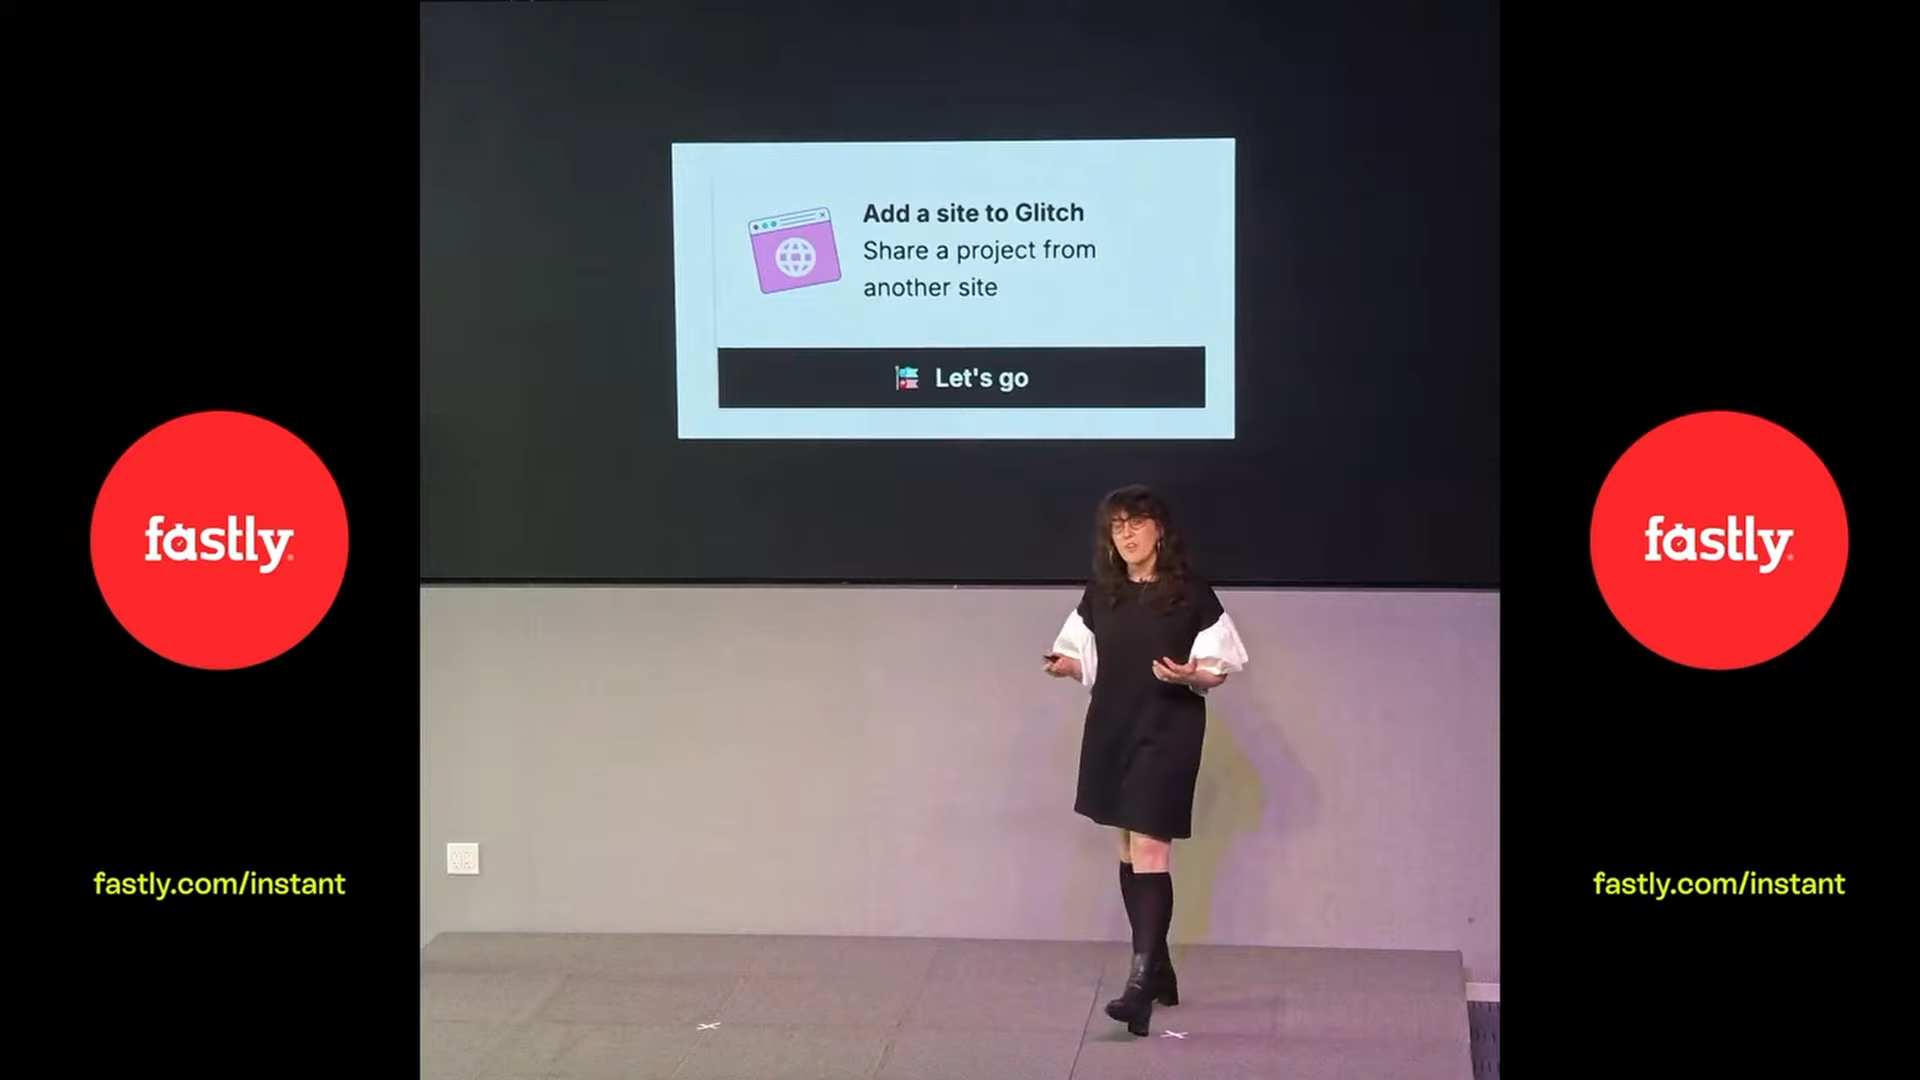 Add a site to Glitch
Share a project from
another site
Let's go
fastly
fastly.com/instant
fastly
fastly.com/instant